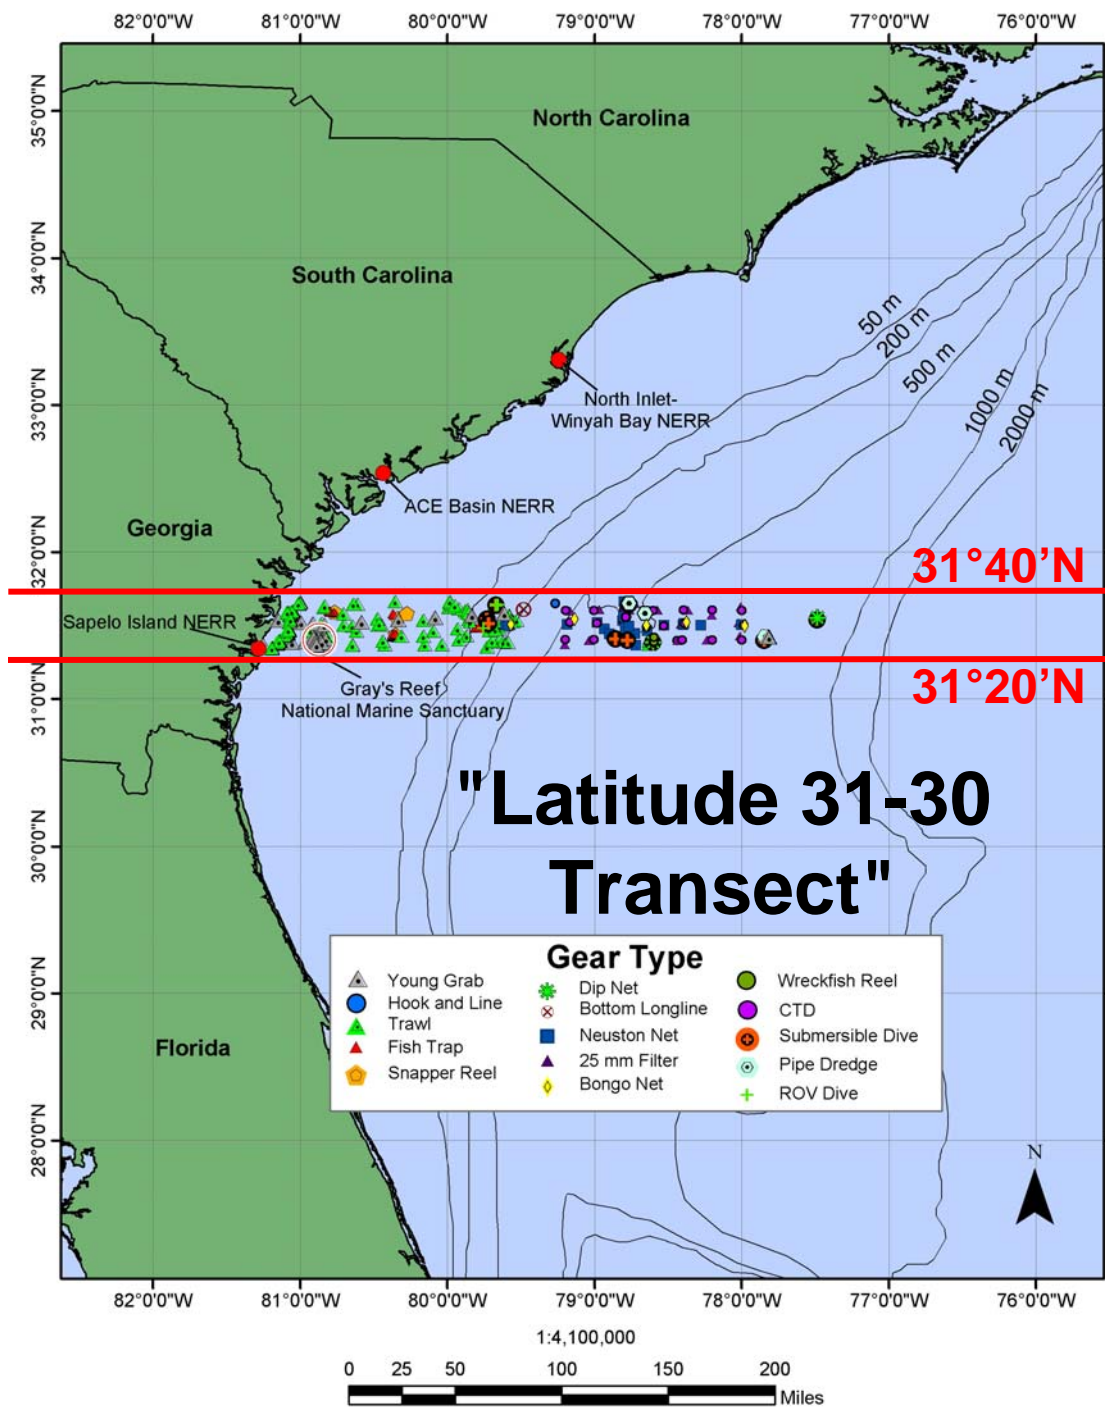 82°0'0"W 81°0'0"W 80°0'0"W 79°0'0"W 78°0'0"W 77°0'0"W 76°0'0"W
35°0'0"N
34°0'0"N
33°0'0"N
32°0'0"N
31°0'0"N
30°0'0"N
29°0'0"N
28°0'0"N
North Carolina
South Carolina
50 m
200 m
500 m
1000 m
2000 m
North Inlet-
Winyah Bay NERR
ACE Basin NERR
Georgia
31°40'N
Sapelo Island NERR
31°20'N
Gray's Reef
National Marine Sanctuary
"Latitude 31-30
Transect"
Florida
Gear Type
Young Grab
Hook and Line
Trawl
Fish Trap
Snapper Reel
Dip Net
Bottom Longline
Neuston Net
25 mm Filter
Bongo Net
Wreckfish Reel
CTD
Submersible Dive
Pipe Dredge
ROV Dive
N
82°0'0"W 81°0'0"W 80°0'0"W 79°0'0"W 78°0'0"W 77°0'0"W 76°0'0"W
1:4,100,000
0 25 50 100 150 200
Miles